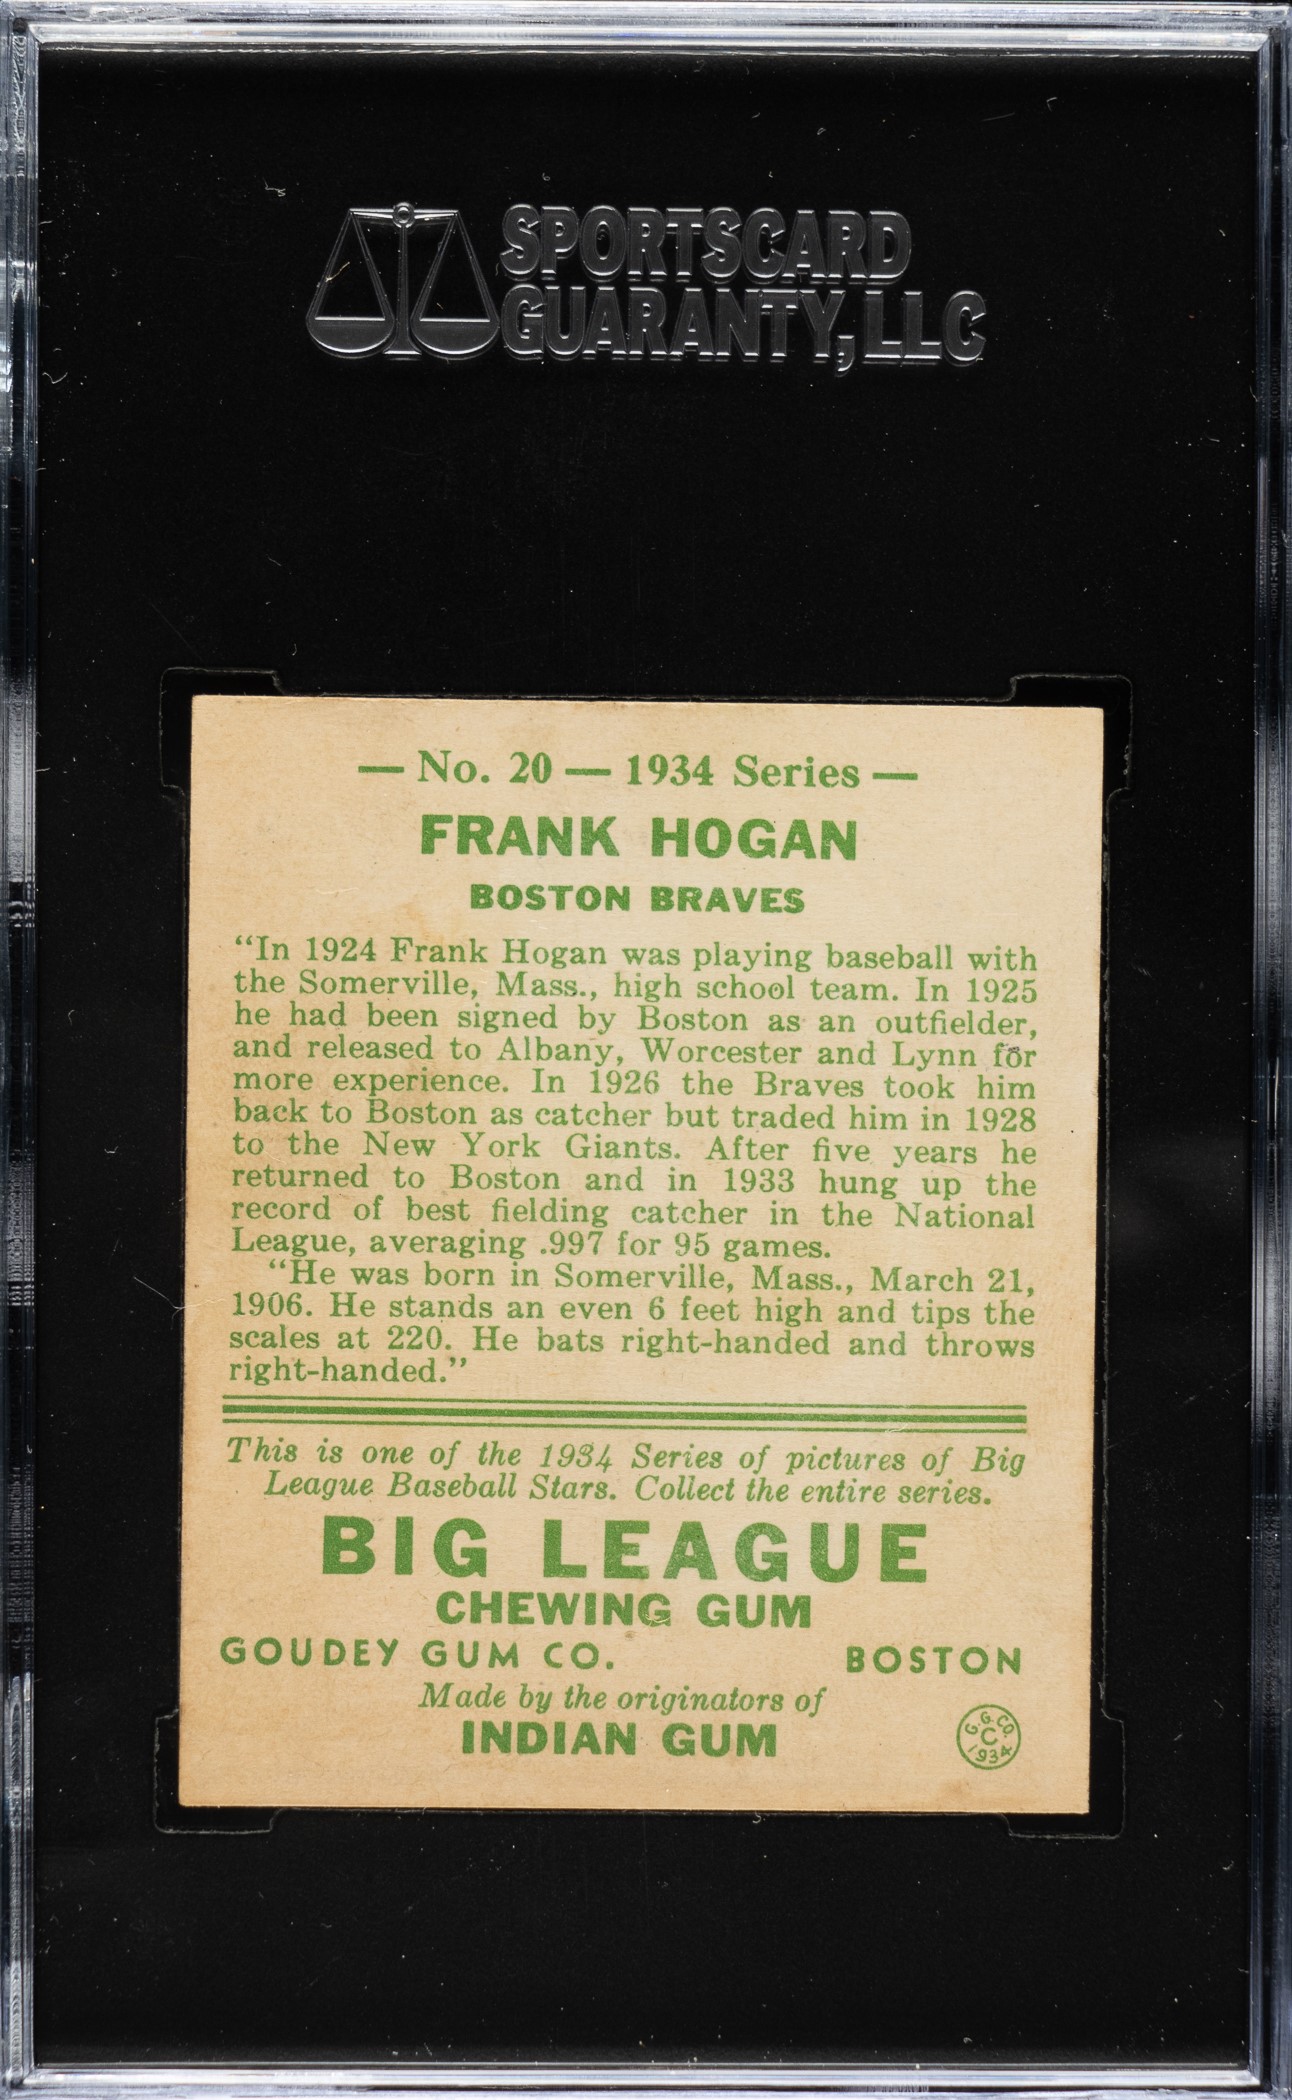 SPORTSCARD
GUARANTY, LLC
— No. 20 — 1934 Series —
FRANK HOGAN
BOSTON BRAVES
“In 1924 Frank Hogan was playing baseball with
the Somerville, Mass., high school team. In 1925
he had been signed by Boston as an outfielder,
and released to Albany, Worcester and Lynn for
more experience. In 1926 the Braves took him
back to Boston as catcher but traded him in 1928
to the New York Giants. After five years he
returned to Boston and in 1933 hung up the
record of best fielding catcher in the National
League, averaging .997 for 95 games.
“He was born in Somerville, Mass., March 21,
1906. He stands an even 6 feet high and tips the
scales at 220. He bats right-handed and throws
right-handed.”
This is one of the 1934 Series of pictures of Big
League Baseball Stars. Collect the entire series.
BIG LEAGUE
CHEWING GUM
GOUDEY GUM CO. BOSTON
Made by the originators of
INDIAN GUM
G. G. CO.
C
1934